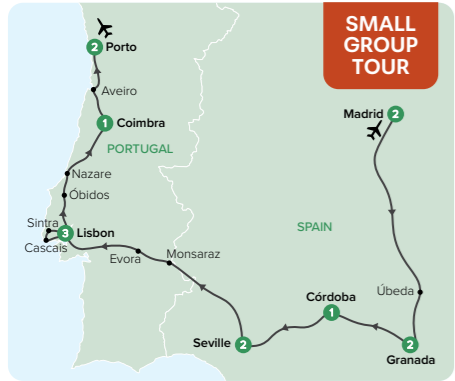 SMALL
GROUP
TOUR
2 Porto
Aveiro
1 Coimbra
PORTUGAL
Madrid 2
Nazare
Óbidos
Sintra
3 Lisbon
Cascais
Evora
Monsaraz
SPAIN
Úbeda
Córdoba
1
Seville 2
2
Granada